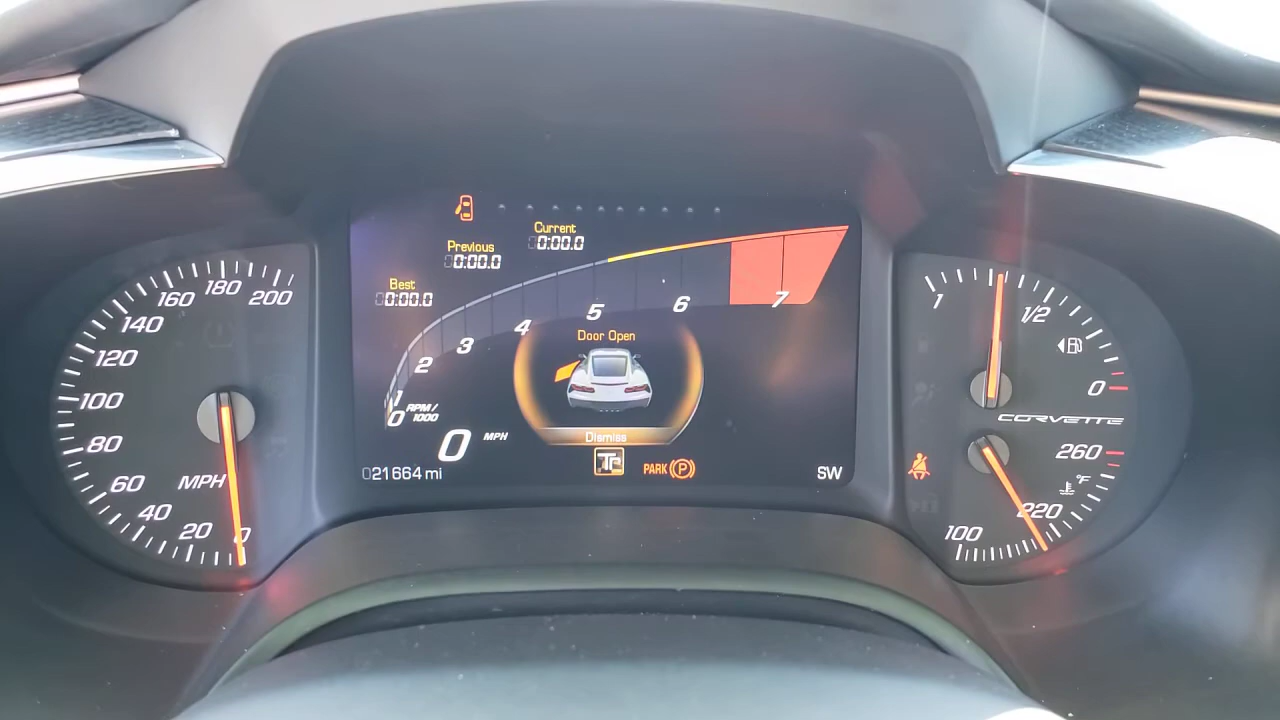 Current
0:00.0
Previous
0:00.0
Best
0:00.0
160 180 200
140
120
100
80
60
MPH
40
20
0
7
6
5
4
3
2
1
0 RPM/
1000
Door Open
Dismiss
0 MPH
021664 mi
PARK P
SW
1
1/2
0
CORVETTE
260
°F
220
100